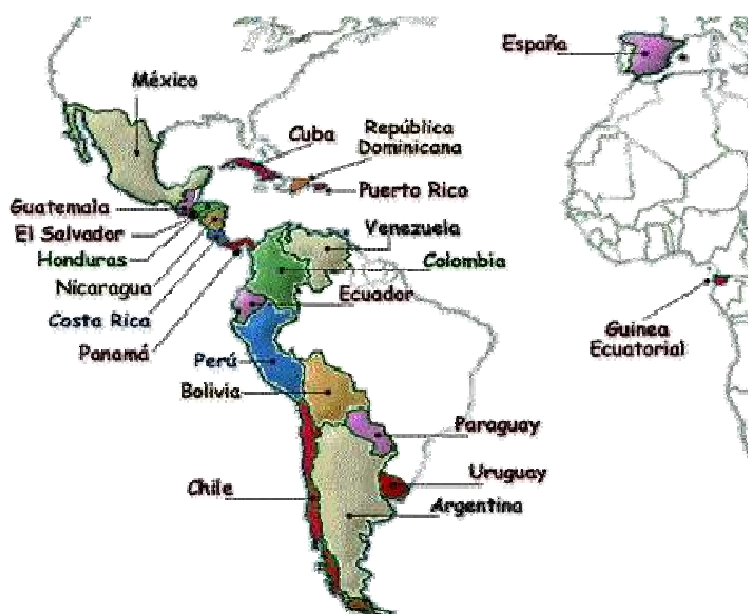 España
México
Cuba
República
Dominicana
Puerto Rico
Guatemala
El Salvador
Honduras
Nicaragua
Costa Rica
Panamá
Venezuela
Colombia
Ecuador
Guinea
Ecuatorial
Perú
Bolivia
Paraguay
Uruguay
Chile
Argentina